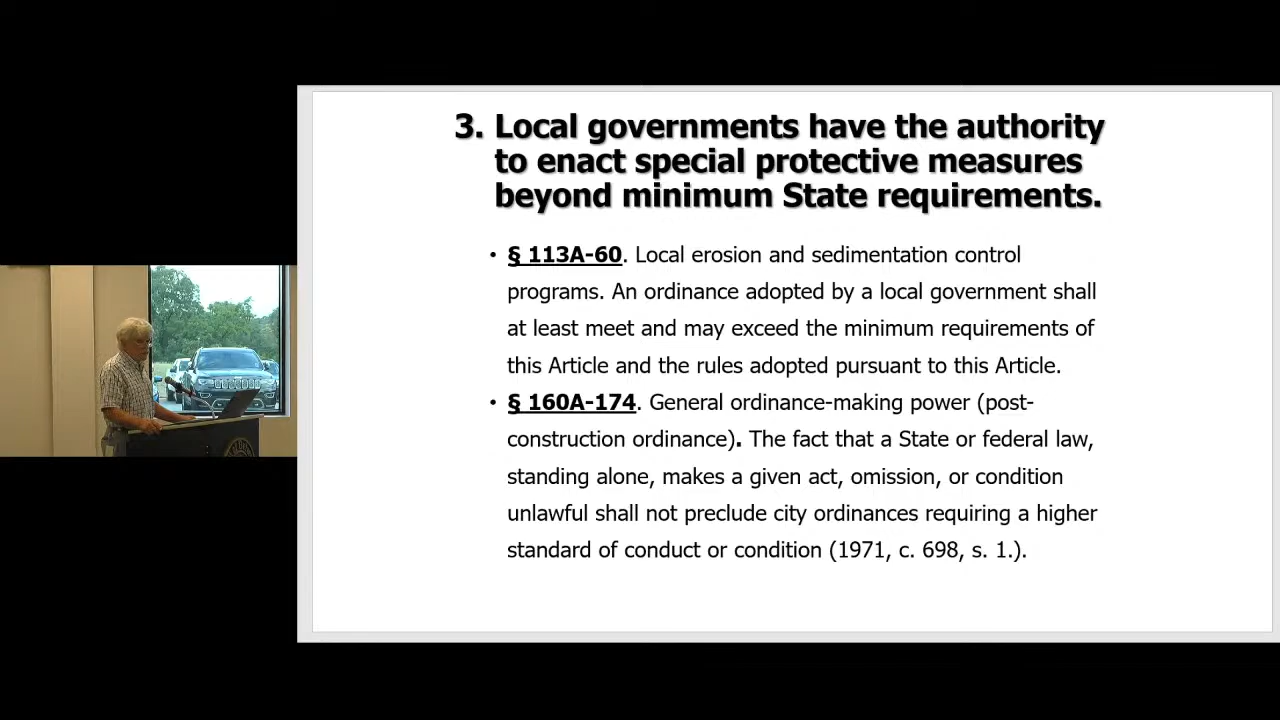 3. Local governments have the authority
to enact special protective measures
beyond minimum State requirements.
• § 113A-60. Local erosion and sedimentation control
programs. An ordinance adopted by a local government shall
at least meet and may exceed the minimum requirements of
this Article and the rules adopted pursuant to this Article.
• § 160A-174. General ordinance-making power (post-
construction ordinance). The fact that a State or federal law,
standing alone, makes a given act, omission, or condition
unlawful shall not preclude city ordinances requiring a higher
standard of conduct or condition (1971, c. 698, s. 1.).